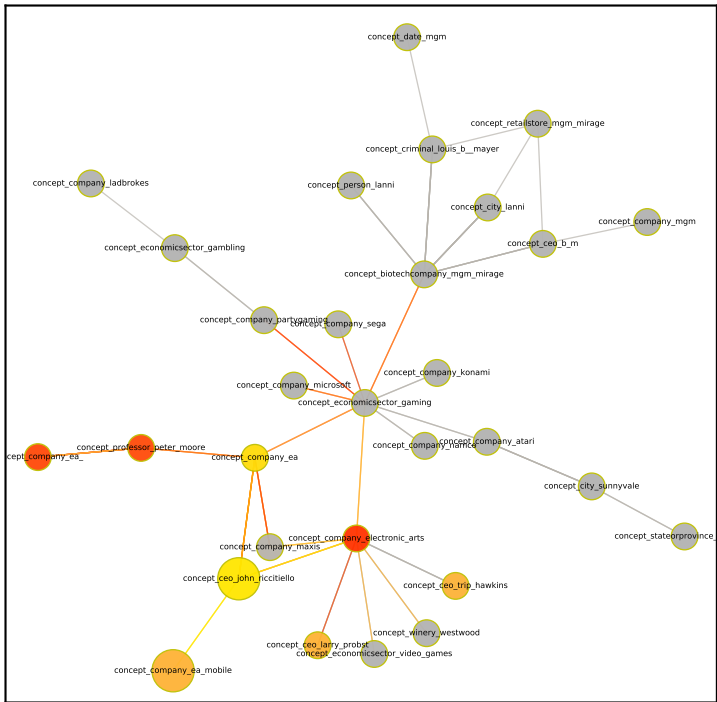 concept_date_mgm
concept_retailstore_mgm_mirage
concept_criminal_louis_b__mayer
concept_company_ladbrokes
concept_person_lanni
concept_city_lanni
concept_company_mgm
concept_economicsector_gambling
concept_ceo_b_m
concept_biotechcompany_mgm_mirage
concept_company_partygaming
concept_company_sega
concept_company_konami
concept_company_microsoft
concept_economicsector_gaming
concept_company_namco
concept_company_atari
concept_professor_peter_moore
cept_company_ea_
concept_company_ea
concept_city_sunnyvale
concept_company_electronic_arts
concept_stateorprovince_
concept_company_maxis
concept_ceo_john_riccitiello
concept_ceo_trip_hawkins
concept_winery_westwood
concept_ceo_larry_probst
concept_economicsector_video_games
concept_company_ea_mobile